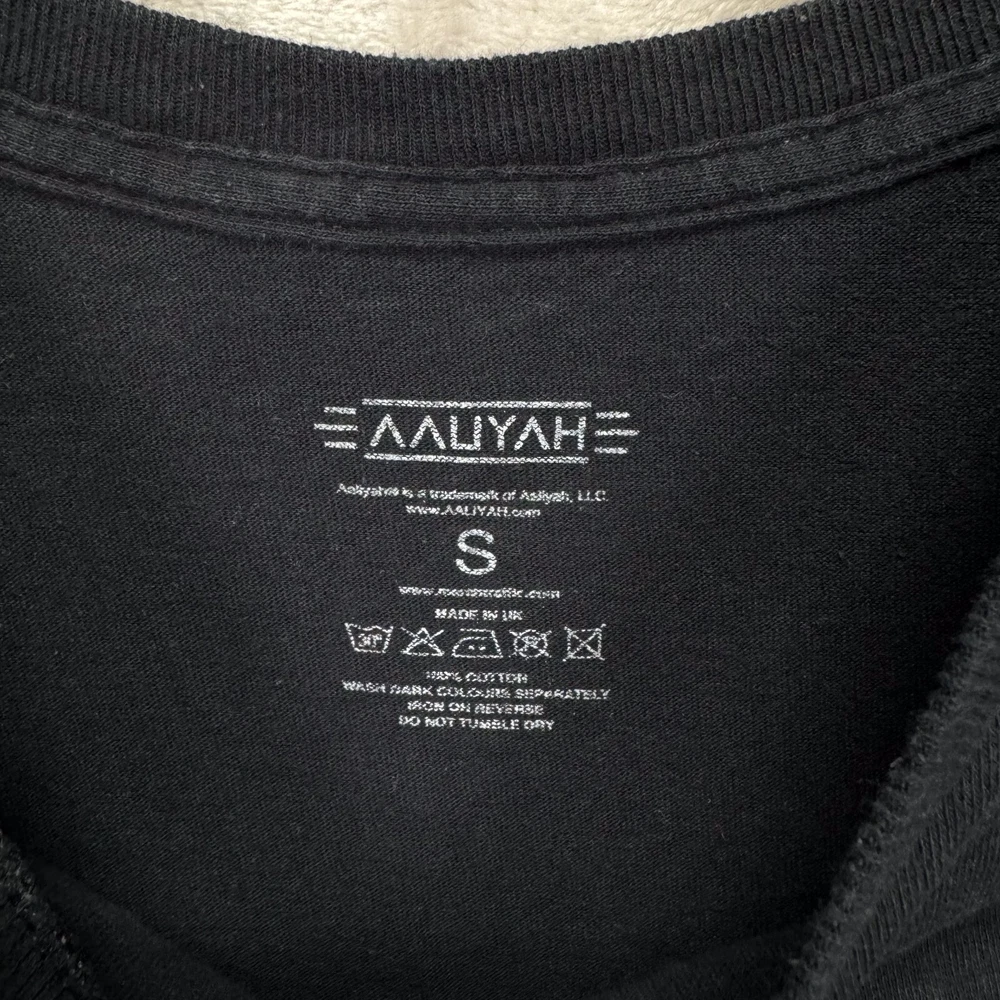 AALIYAH
Aaliyah® is a trademark of Aaliyah, LLC.
www.AALIYAH.com
S
MADE IN UK
30°
100% COTTON
WASH DARK COLOURS SEPARATELY
IRON ON REVERSE
DO NOT TUMBLE DRY